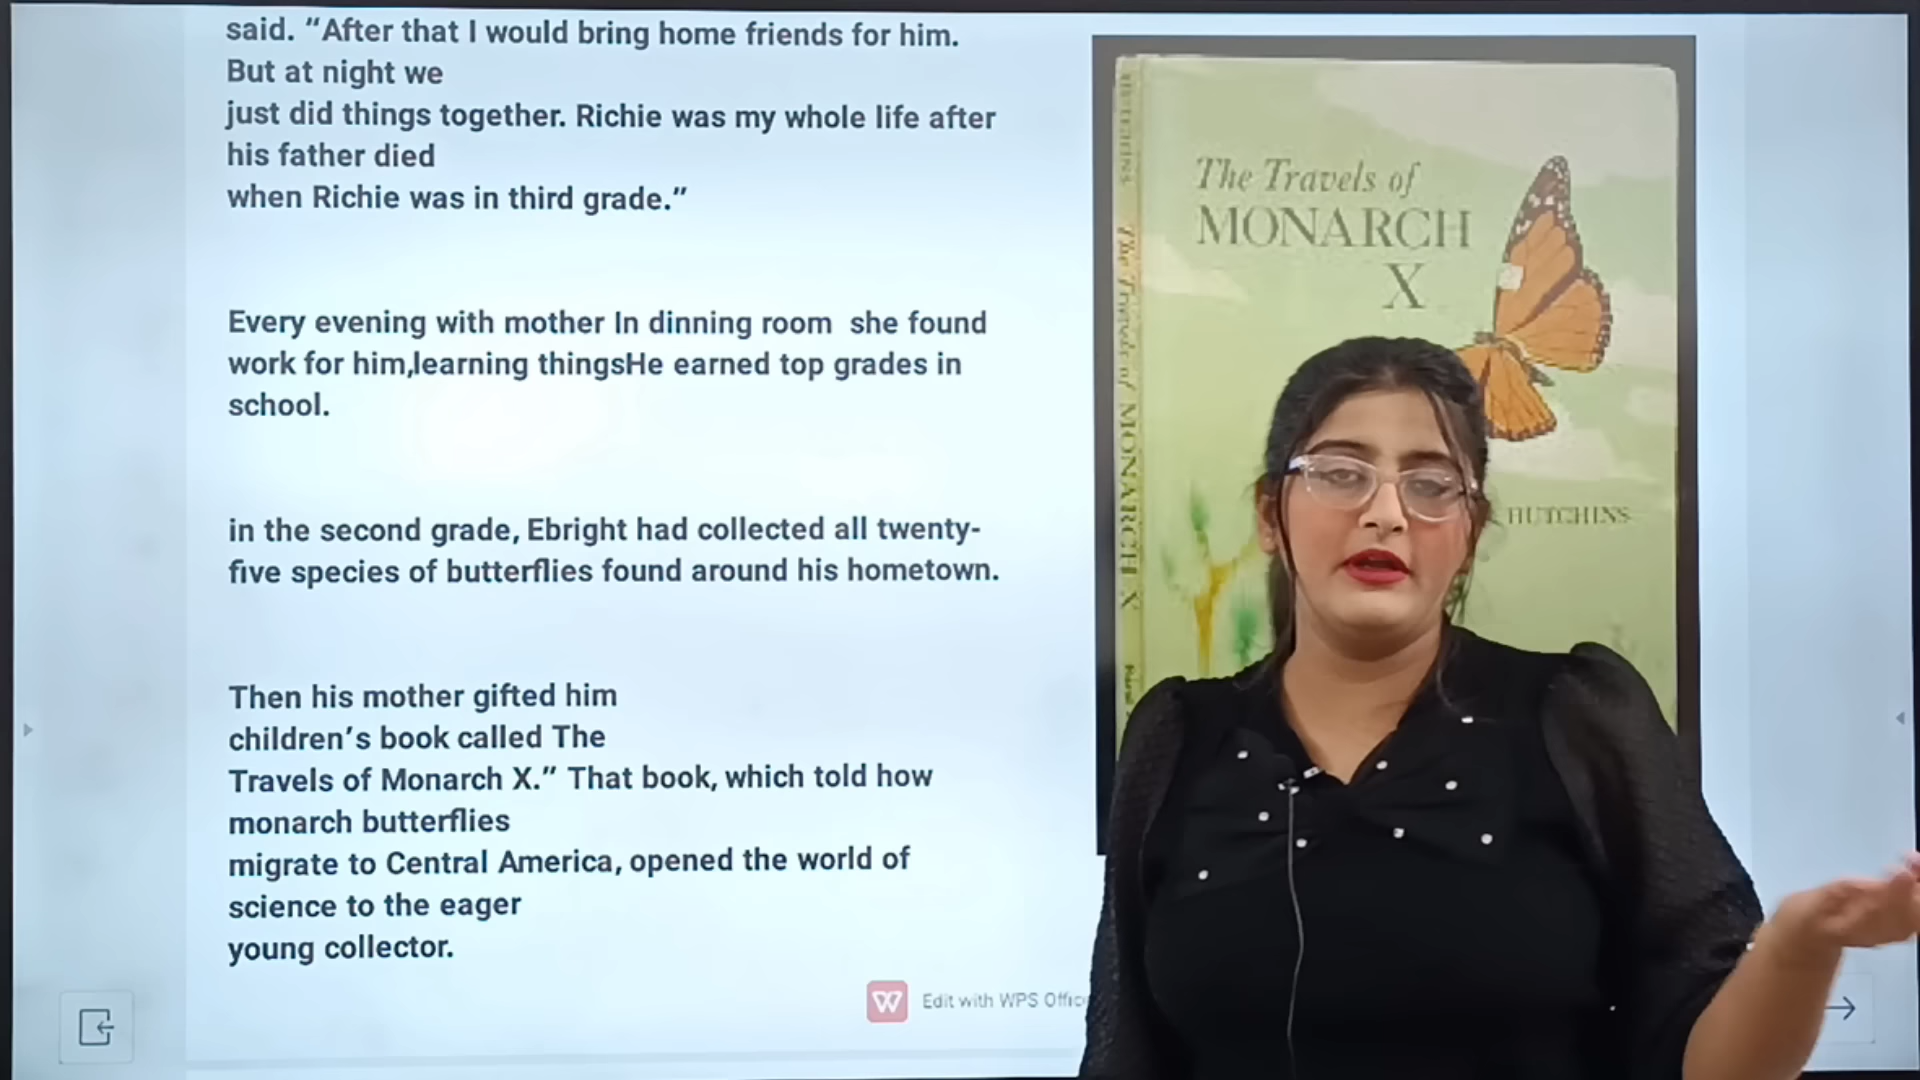 said. “After that I would bring home friends for him.
But at night we
just did things together. Richie was my whole life after
his father died
when Richie was in third grade.”
Every evening with mother In dinning room she found
work for him,learning thingsHe earned top grades in
school.
in the second grade, Ebright had collected all twenty-
five species of butterflies found around his hometown.
Then his mother gifted him
children’s book called The
Travels of Monarch X.” That book, which told how
monarch butterflies
migrate to Central America, opened the world of
science to the eager
young collector.
Edit with WPS Offic
The Travels of
MONARCH
X
HUTCHINS
The Travels of MONARCH X